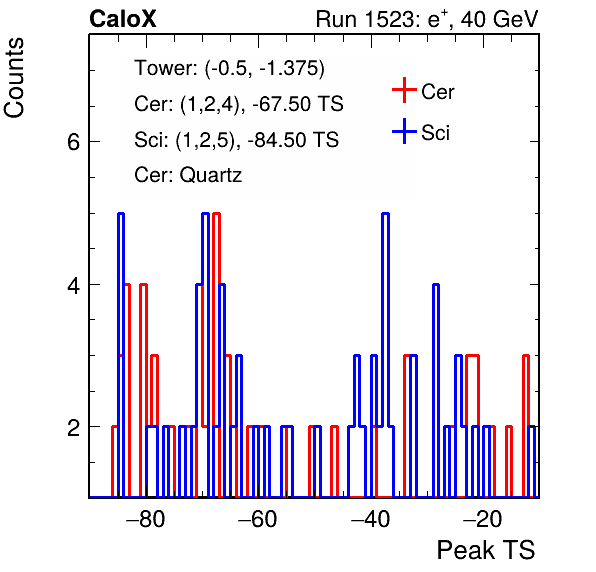 CaloX Run 1523: e+, 40 GeV
Counts
Tower: (-0.5, -1.375)
Cer: (1,2,4), -67.50 TS
Sci: (1,2,5), -84.50 TS
Cer: Quartz
Cer
Sci
6
4
2
−80 −60 −40 −20
Peak TS